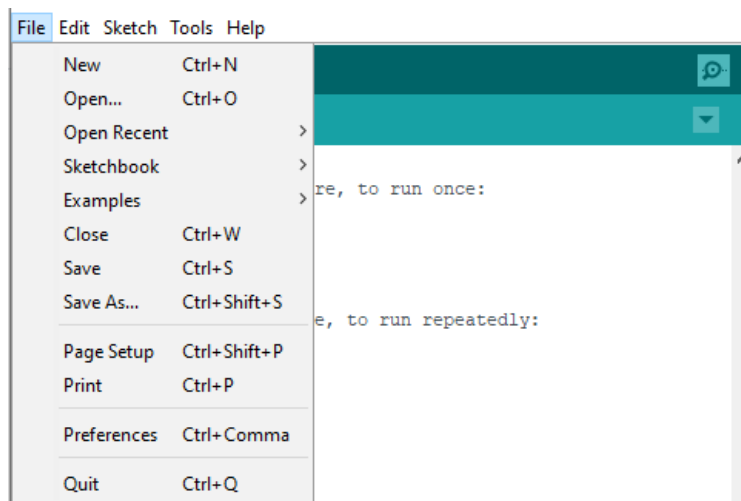 File Edit Sketch Tools Help
New Ctrl+N
Open... Ctrl+O
Open Recent
Sketchbook
Examples
re, to run once:
Close Ctrl+W
Save Ctrl+S
Save As... Ctrl+Shift+S
e, to run repeatedly:
Page Setup Ctrl+Shift+P
Print Ctrl+P
Preferences Ctrl+Comma
Quit Ctrl+Q